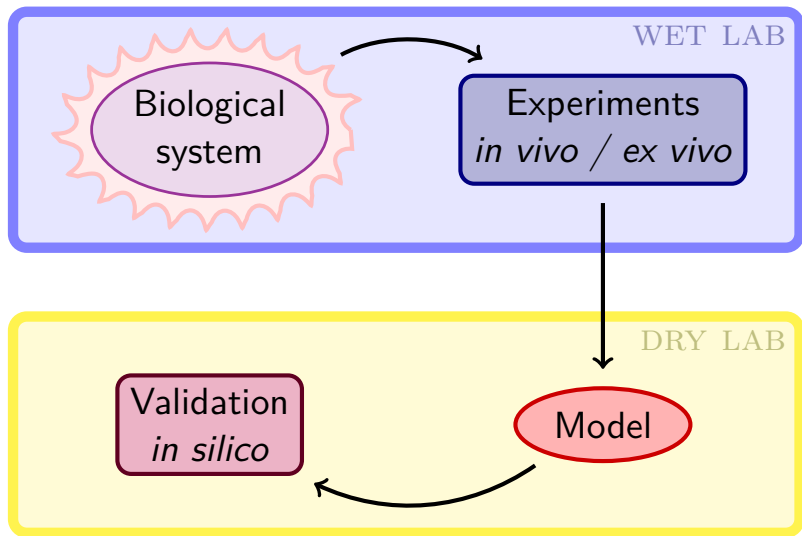 WET LAB
Biological
system
Experiments
in vivo / ex vivo
DRY LAB
Validation
in silico
Model